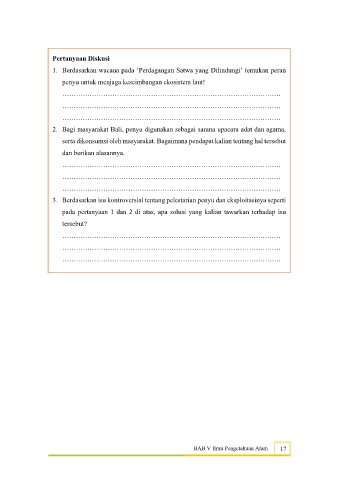 Pertanyaan Diskusi
1. Berdasarkan wacana pada ‘Perdagangan Satwa yang Dilindungi’ temukan peran
penyu untuk menjaga keseimbangan ekosistem laut!
…………………………………………………………………………………
…………………………………………………………………………………
…………………………………………………………………………………
2. Bagi masyarakat Bali, penyu digunakan sebagai sarana upacara adat dan agama,
serta dikonsumsi oleh masyarakat. Bagaimana pendapat kalian tentang hal tersebut
dan berikan alasannya.
…………………………………………………………………………………
…………………………………………………………………………………
…………………………………………………………………………………
3. Berdasarkan isu kontroversial tentang pelestarian penyu dan eksploitasinya seperti
pada pertanyaan 1 dan 2 di atas, apa solusi yang kalian tawarkan terhadap isu
tersebut?
…………………………………………………………………………………
…………………………………………………………………………………
…………………………………………………………………………………
BAB V Ilmu Pengetahuan Alam 17